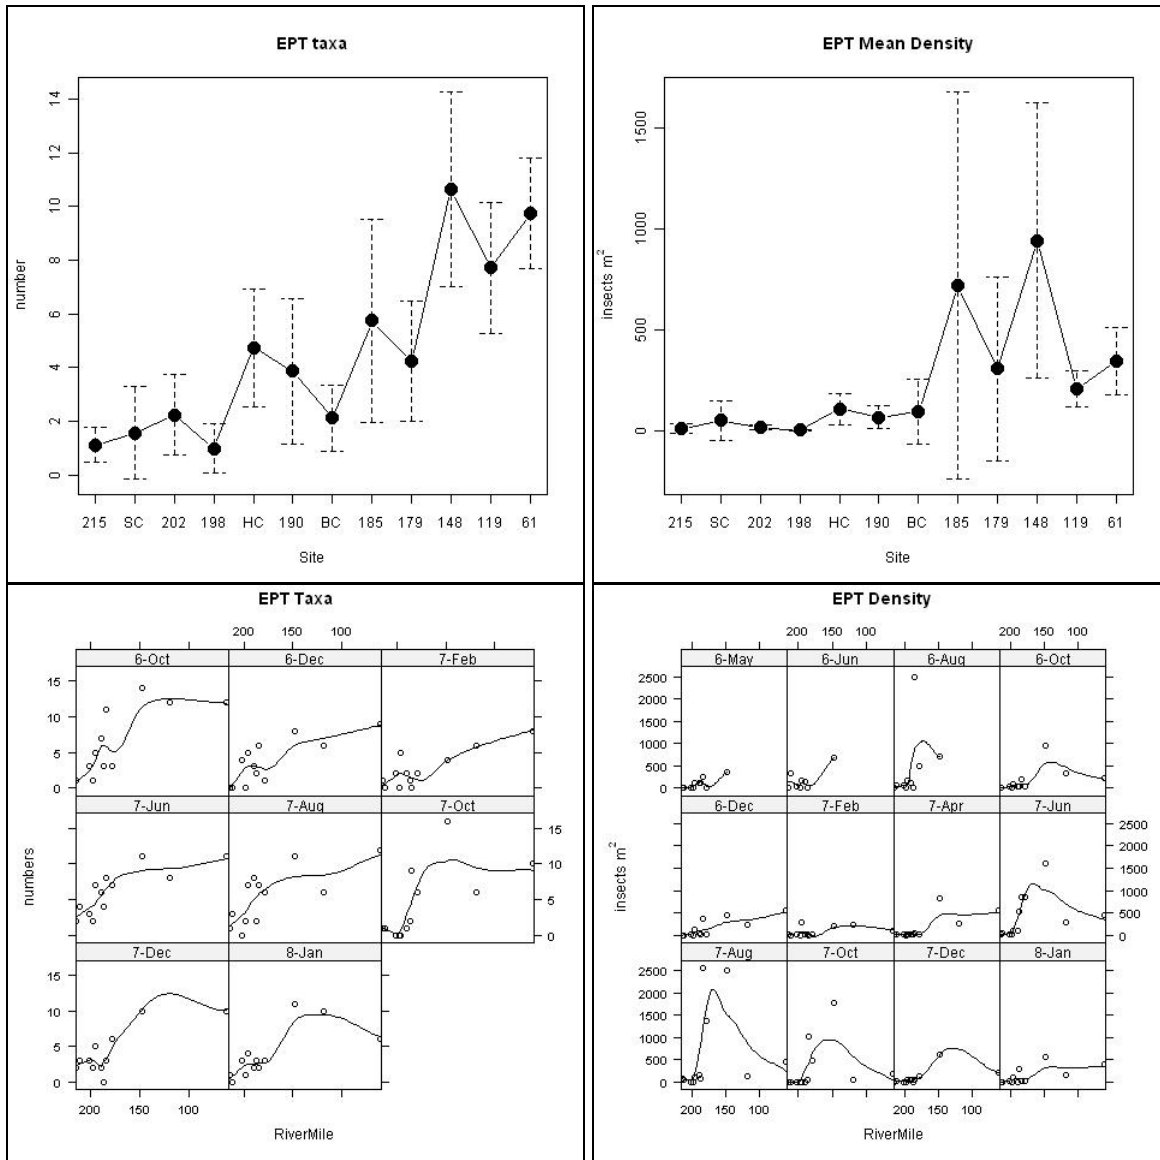 EPT taxa
14
12
10
8
6
4
2
0
number
215 SC 202 198 HC 190 BC 185 179 148 119 61
Site
EPT Mean Density
1500
1000
500
0
insects m²
215 SC 202 198 HC 190 BC 185 179 148 119 61
Site
EPT Taxa
200 150 100
6-Oct 6-Dec 7-Feb
15
10
5
0
7-Jun 7-Aug 7-Oct
15
10
5
0
numbers
7-Dec 8-Jan
15
10
5
0
200 150 100
RiverMile
EPT Density
200 150 100 200 150 100
6-May 6-Jun 6-Aug 6-Oct
2500
2000
1500
1000
500
0
6-Dec 7-Feb 7-Apr 7-Jun
2500
2000
1500
1000
500
0
insects m²
7-Aug 7-Oct 7-Dec 8-Jan
2500
2000
1500
1000
500
0
200 150 100 200 150 100
RiverMile